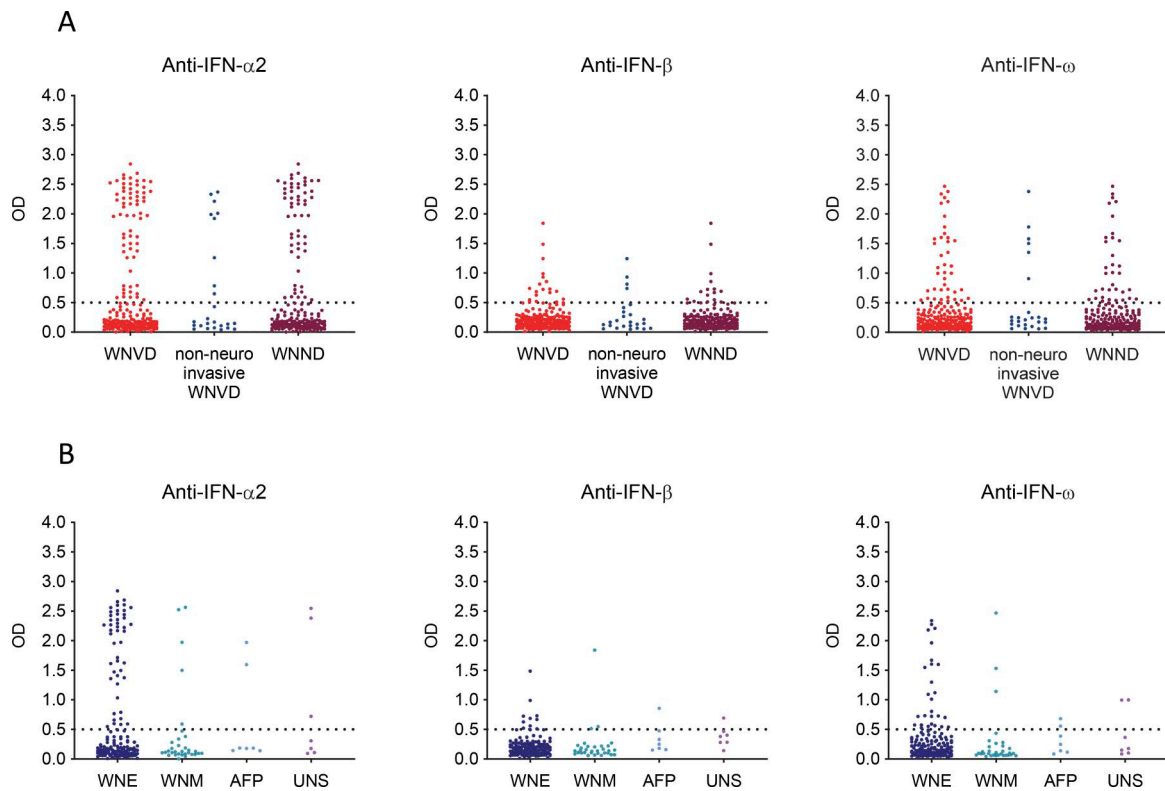 A
Anti-IFN-α2
4.0
3.5
3.0
2.5
2.0
1.5
1.0
0.5
0.0
OD
WNVD
non-neuro
invasive
WNVD
WNND
Anti-IFN-β
4.0
3.5
3.0
2.5
2.0
1.5
1.0
0.5
0.0
OD
WNVD
non-neuro
invasive
WNVD
WNND
Anti-IFN-ω
4.0
3.5
3.0
2.5
2.0
1.5
1.0
0.5
0.0
OD
WNVD
non-neuro
invasive
WNVD
WNND
B
Anti-IFN-α2
4.0
3.5
3.0
2.5
2.0
1.5
1.0
0.5
0.0
OD
WNE WNM AFP UNS
Anti-IFN-β
4.0
3.5
3.0
2.5
2.0
1.5
1.0
0.5
0.0
OD
WNE WNM AFP UNS
Anti-IFN-ω
4.0
3.5
3.0
2.5
2.0
1.5
1.0
0.5
0.0
OD
WNE WNM AFP UNS